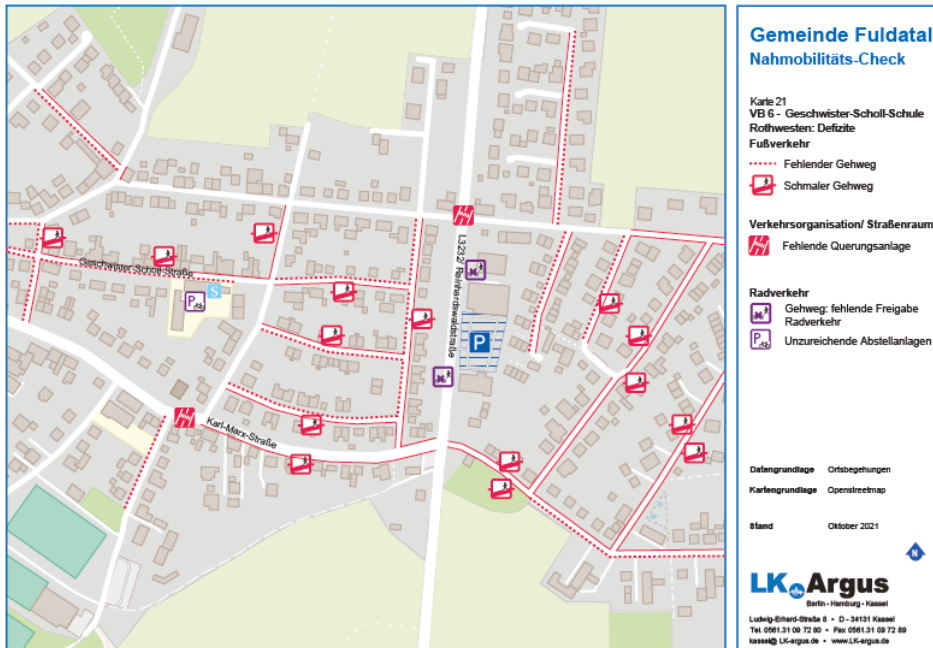 Gemeinde Fuldatal
Nahmobilitäts-Check
Karte 21
VB 6 - Geschwister-Scholl-Schule
Rothwesten: Defizite
Fußverkehr
Fehlender Gehweg
Schmaler Gehweg
Verkehrsorganisation/ Straßenraum
Fehlende Querungsanlage
Radverkehr
Gehweg: fehlende Freigabe
Radverkehr
P
Unzureichende Abstellanlagen
Datengrundlage Ortsbegehungen
Kartengrundlage Openstreetmap
Stand Oktober 2021
N
LK Argus
Berlin - Hamburg - Kassel
Ludwig-Erhard-Straße 8 • D - 34131 Kassel
Tel. 0561.31 09 72 80 • Fax 0561.31 09 72 89
kassel@LK-argus.de • www.LK-argus.de
Geschwister-Scholl-Straße
S
P
L3232/ Reinhardswaldstraße
P
Karl-Marx-Straße